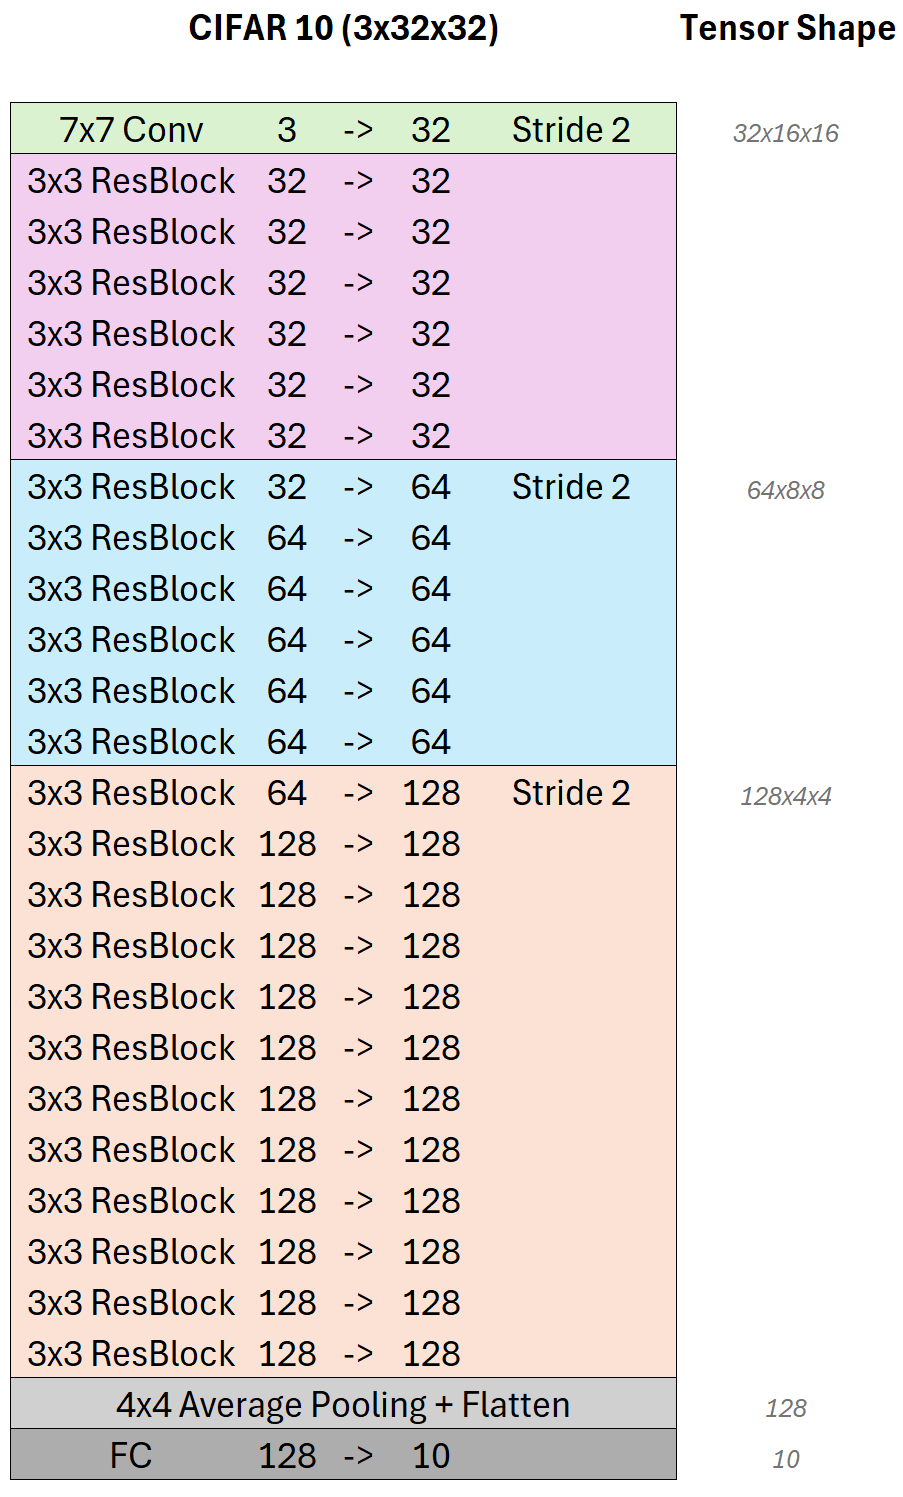 CIFAR 10 (3x32x32) Tensor Shape
7x7 Conv 3 -> 32 Stride 2 32x16x16
3x3 ResBlock 32 -> 32
3x3 ResBlock 32 -> 32
3x3 ResBlock 32 -> 32
3x3 ResBlock 32 -> 32
3x3 ResBlock 32 -> 32
3x3 ResBlock 32 -> 32
3x3 ResBlock 32 -> 64 Stride 2 64x8x8
3x3 ResBlock 64 -> 64
3x3 ResBlock 64 -> 64
3x3 ResBlock 64 -> 64
3x3 ResBlock 64 -> 64
3x3 ResBlock 64 -> 64
3x3 ResBlock 64 -> 128 Stride 2 128x4x4
3x3 ResBlock 128 -> 128
3x3 ResBlock 128 -> 128
3x3 ResBlock 128 -> 128
3x3 ResBlock 128 -> 128
3x3 ResBlock 128 -> 128
3x3 ResBlock 128 -> 128
3x3 ResBlock 128 -> 128
3x3 ResBlock 128 -> 128
3x3 ResBlock 128 -> 128
3x3 ResBlock 128 -> 128
3x3 ResBlock 128 -> 128
4x4 Average Pooling + Flatten 128
FC 128 -> 10 10